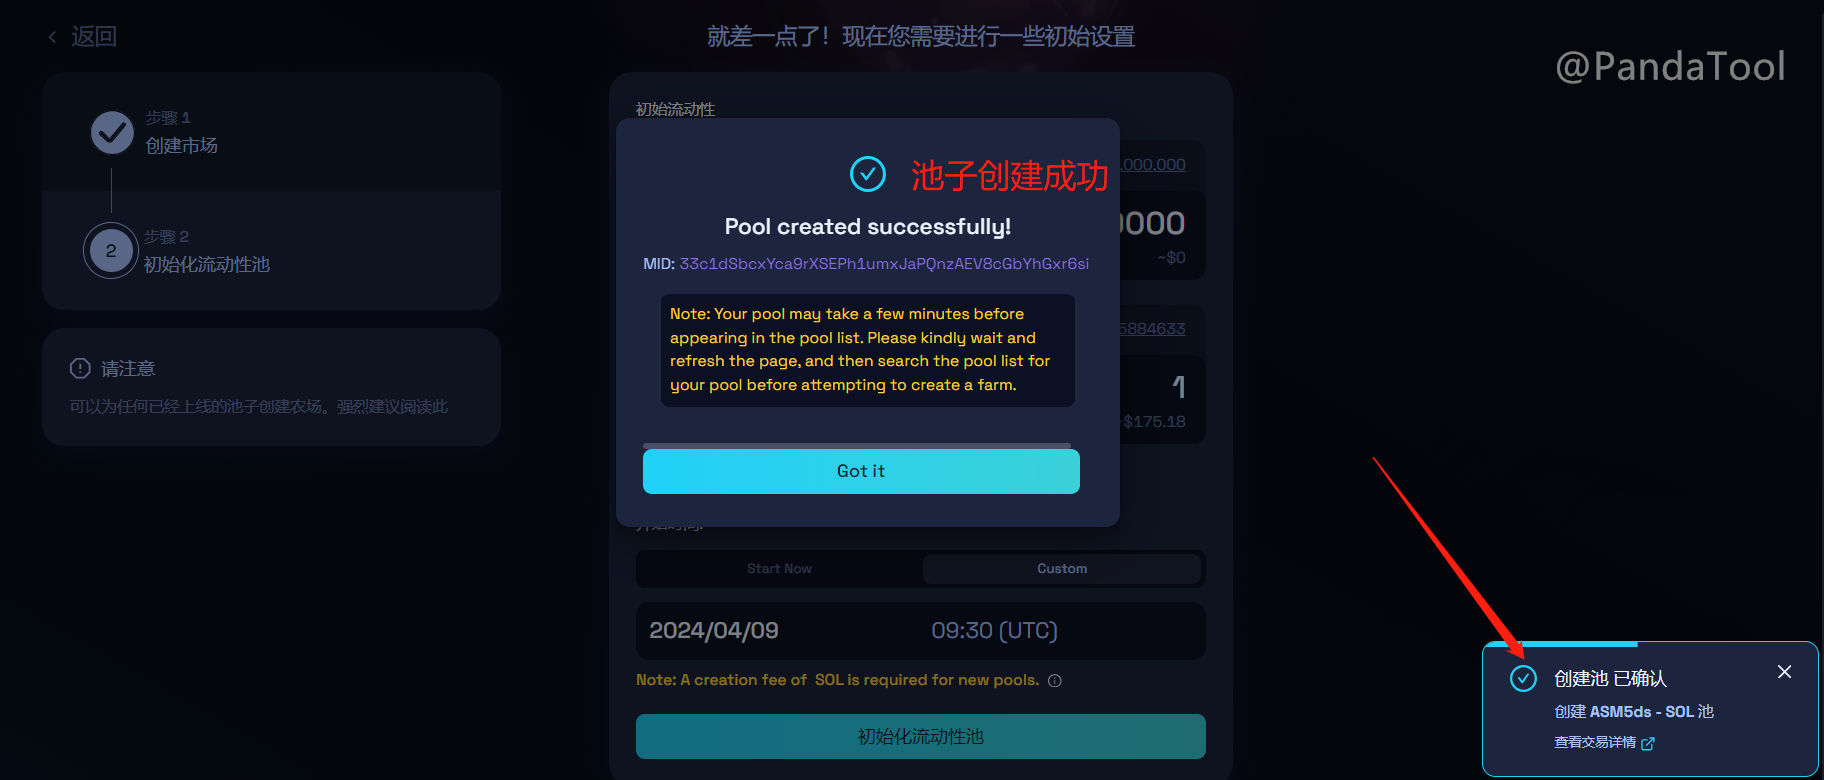 返回
就差一点了！现在您需要进行一些初始设置
@PandaTool
步骤 1
创建市场
步骤 2
初始化流动性池
请注意
可以为任何已经上线的池子创建农场。强烈建议阅读此
初始流动性
.000.000
0000
~$0
5884633
1
~$175.18
池子创建成功
Pool created successfully!
MID: 33c1dSbcxYca9rXSEPh1umxJaPQnzAEV8cGbYhGxr6si
Note: Your pool may take a few minutes before
appearing in the pool list. Please kindly wait and
refresh the page, and then search the pool list for
your pool before attempting to create a farm.
Got it
Start Now
Custom
2024/04/09
09:30 (UTC)
Note: A creation fee of SOL is required for new pools.
初始化流动性池
创建池 已确认
创建 ASM5ds - SOL 池
查看交易详情